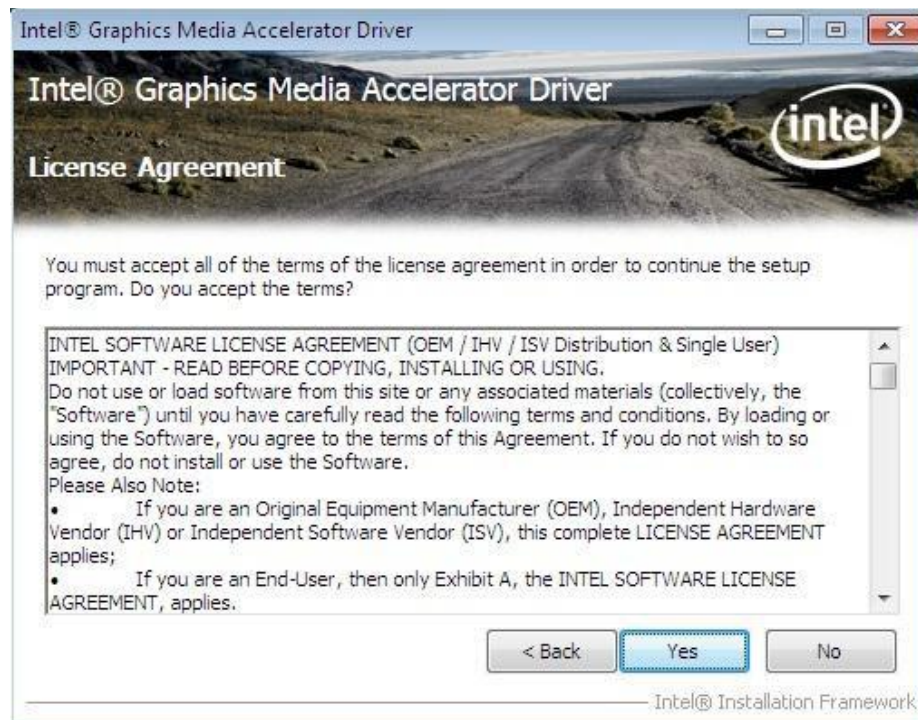 Intel® Graphics Media Accelerator Driver
Intel® Graphics Media Accelerator Driver
intel
License Agreement
You must accept all of the terms of the license agreement in order to continue the setup
program. Do you accept the terms?
INTEL SOFTWARE LICENSE AGREEMENT (OEM / IHV / ISV Distribution & Single User)
IMPORTANT - READ BEFORE COPYING, INSTALLING OR USING.
Do not use or load software from this site or any associated materials (collectively, the
"Software") until you have carefully read the following terms and conditions. By loading or
using the Software, you agree to the terms of this Agreement. If you do not wish to so
agree, do not install or use the Software.
Please Also Note:
• If you are an Original Equipment Manufacturer (OEM), Independent Hardware
Vendor (IHV) or Independent Software Vendor (ISV), this complete LICENSE AGREEMENT
applies;
• If you are an End-User, then only Exhibit A, the INTEL SOFTWARE LICENSE
AGREEMENT, applies.
< Back Yes No
Intel® Installation Framework